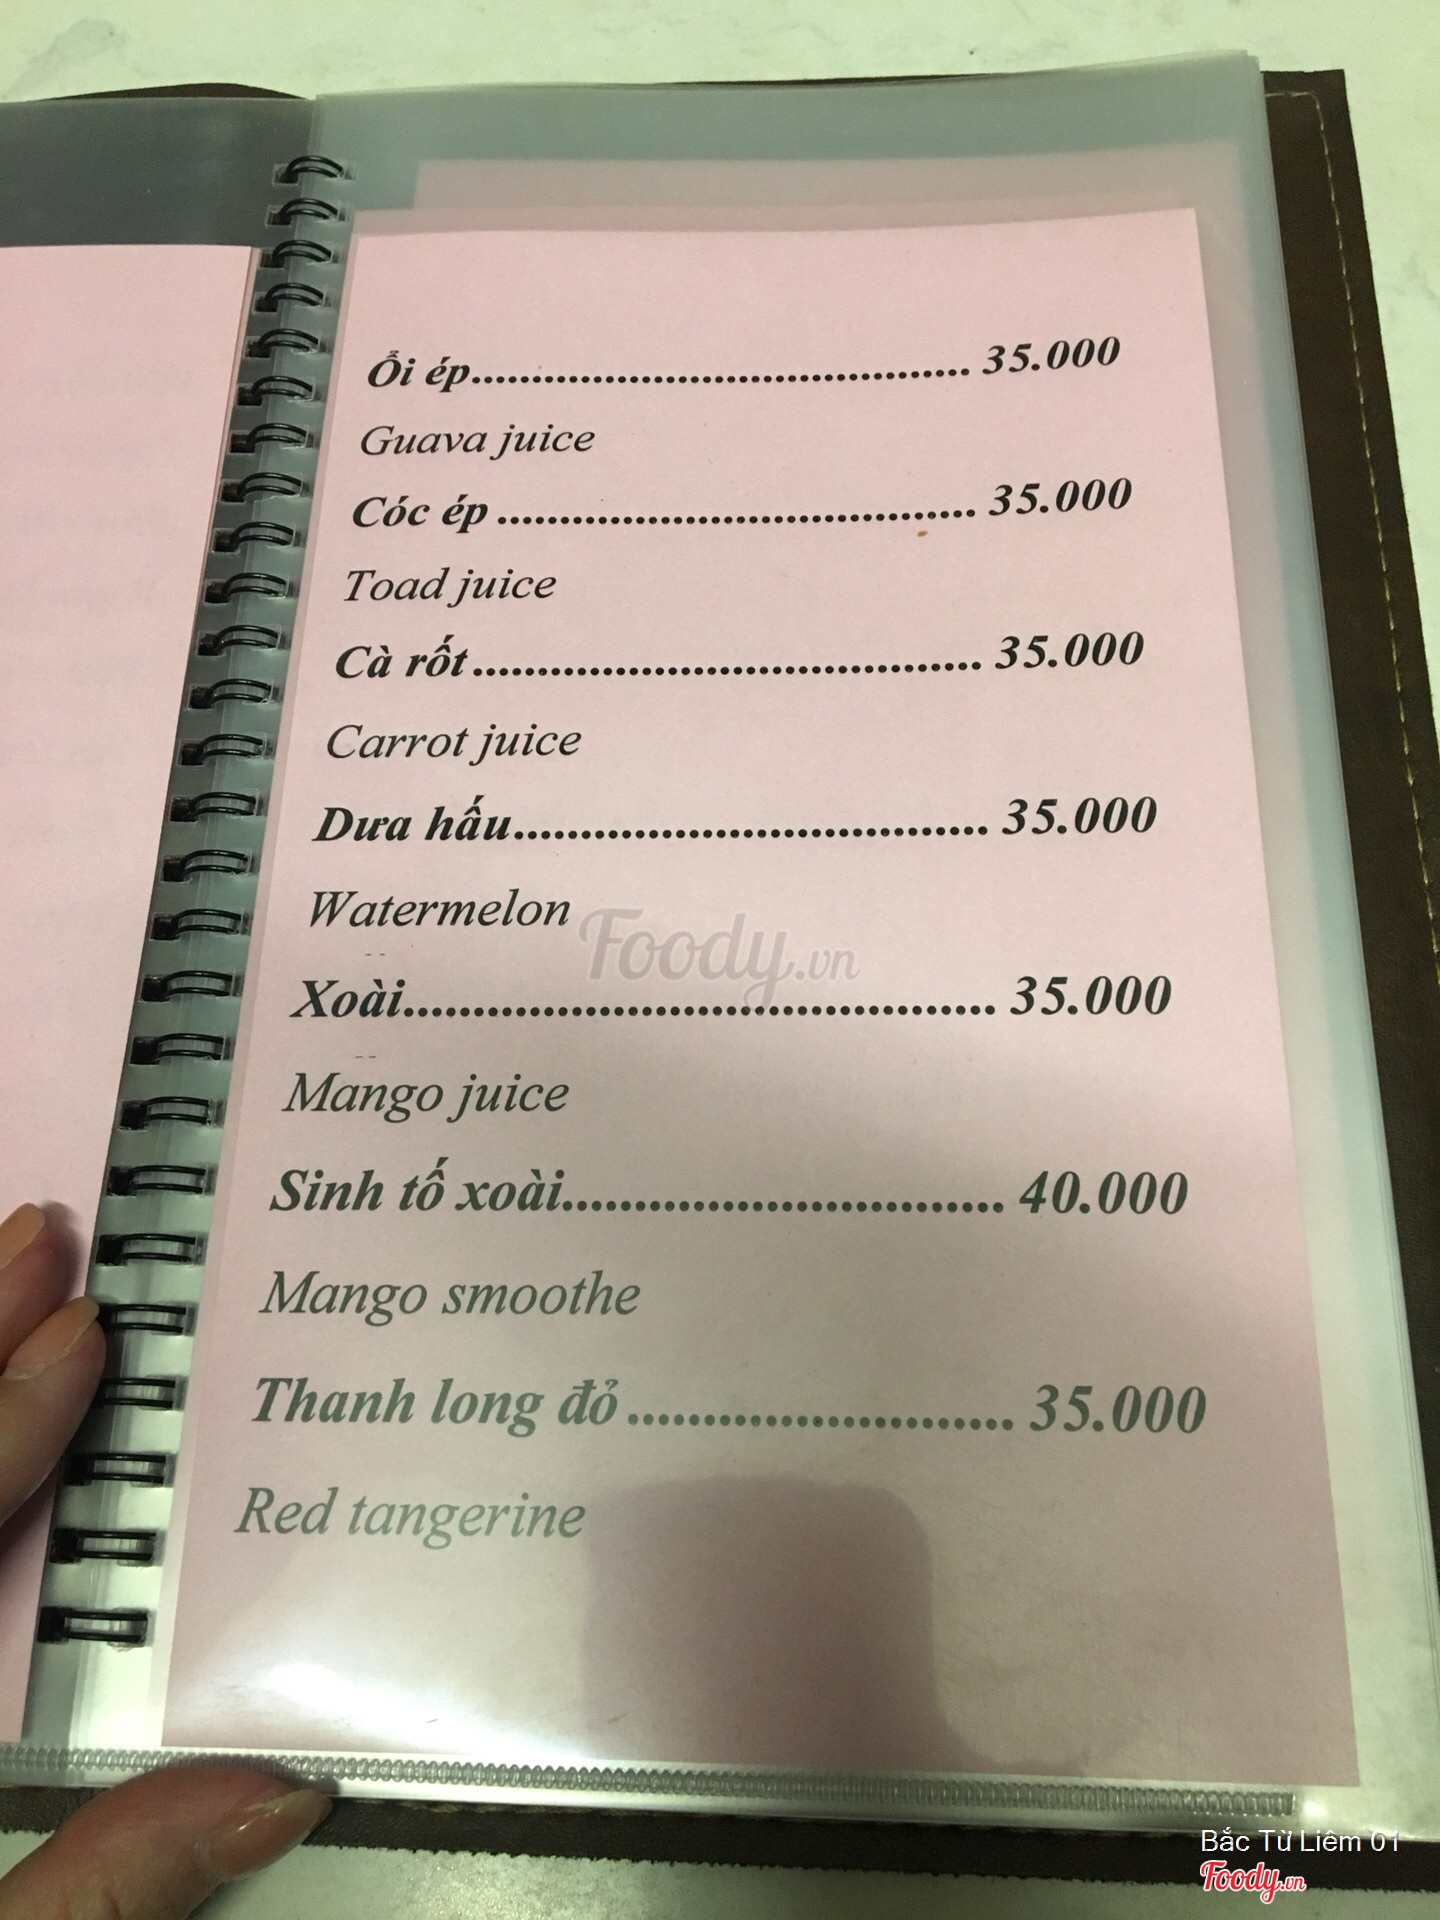 Ổi ép......................................... 35.000
Guava juice
Cóc ép ....................................... 35.000
Toad juice
Cà rốt....................................... 35.000
Carrot juice
Dưa hấu.................................... 35.000
Watermelon
Foody.vn
Xoài........................................... 35.000
Mango juice
Sinh tố xoài............................... 40.000
Mango smoothe
Thanh long đỏ .......................... 35.000
Red tangerine
Bắc Từ Liêm 01
Foody.vn